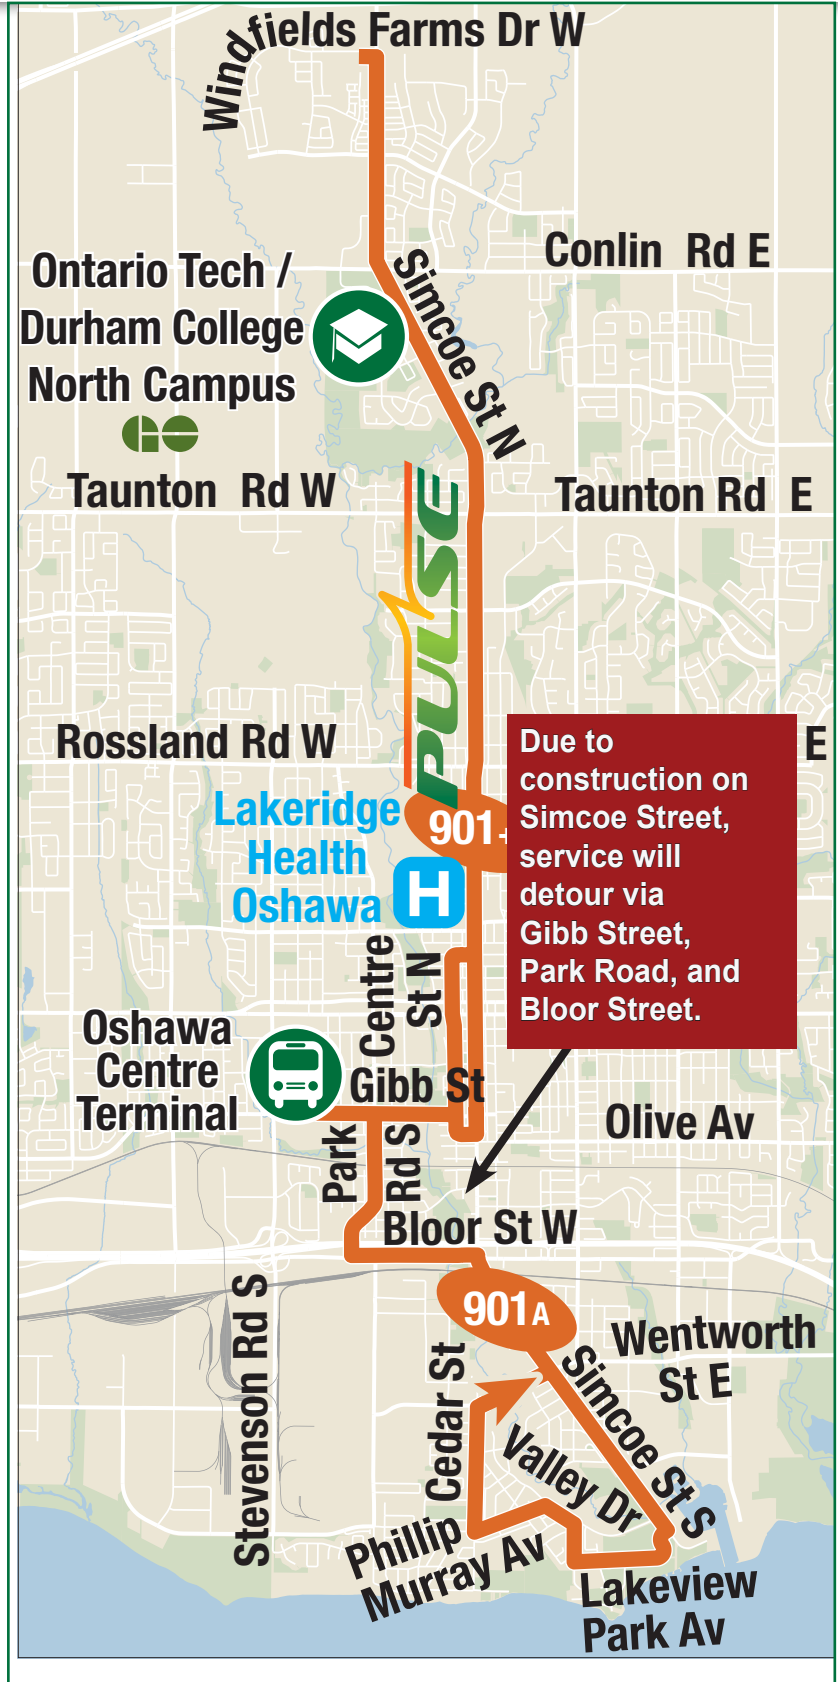 Windfields Farms Dr W
Conlin Rd E
Ontario Tech /
Durham College
North Campus
Simcoe St N
GO
Taunton Rd W
Taunton Rd E
PULSE
Rossland Rd W
E
Due to
construction on
Simcoe Street,
service will
detour via
Gibb Street,
Park Road, and
Bloor Street.
Lakeridge
Health
Oshawa
H
901
Centre
St N
Oshawa
Centre
Terminal
Gibb St
Olive Av
Park
Rd S
Bloor St W
901A
Stevenson Rd S
Cedar St
Wentworth
St E
Simcoe St S
Valley Dr
Phillip
Murray Av
Lakeview
Park Av